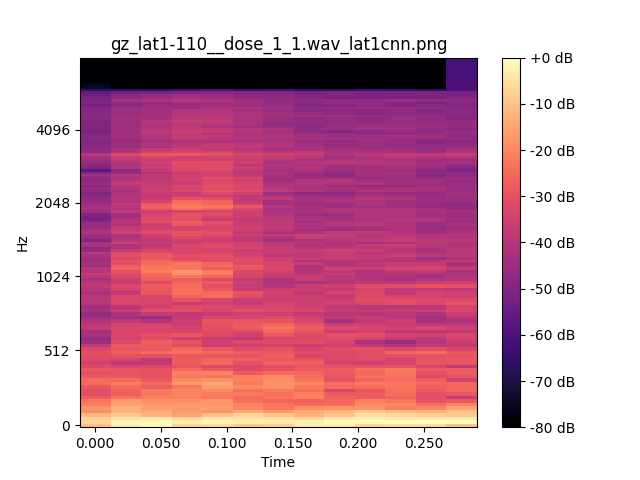 gz_lat1-110__dose_1_1.wav_lat1cnn.png
+0 dB
4096
-10 dB
-20 dB
2048
-30 dB
Hz
-40 dB
1024
-50 dB
512
-60 dB
-70 dB
0
-80 dB
0.000 0.050 0.100 0.150 0.200 0.250
Time